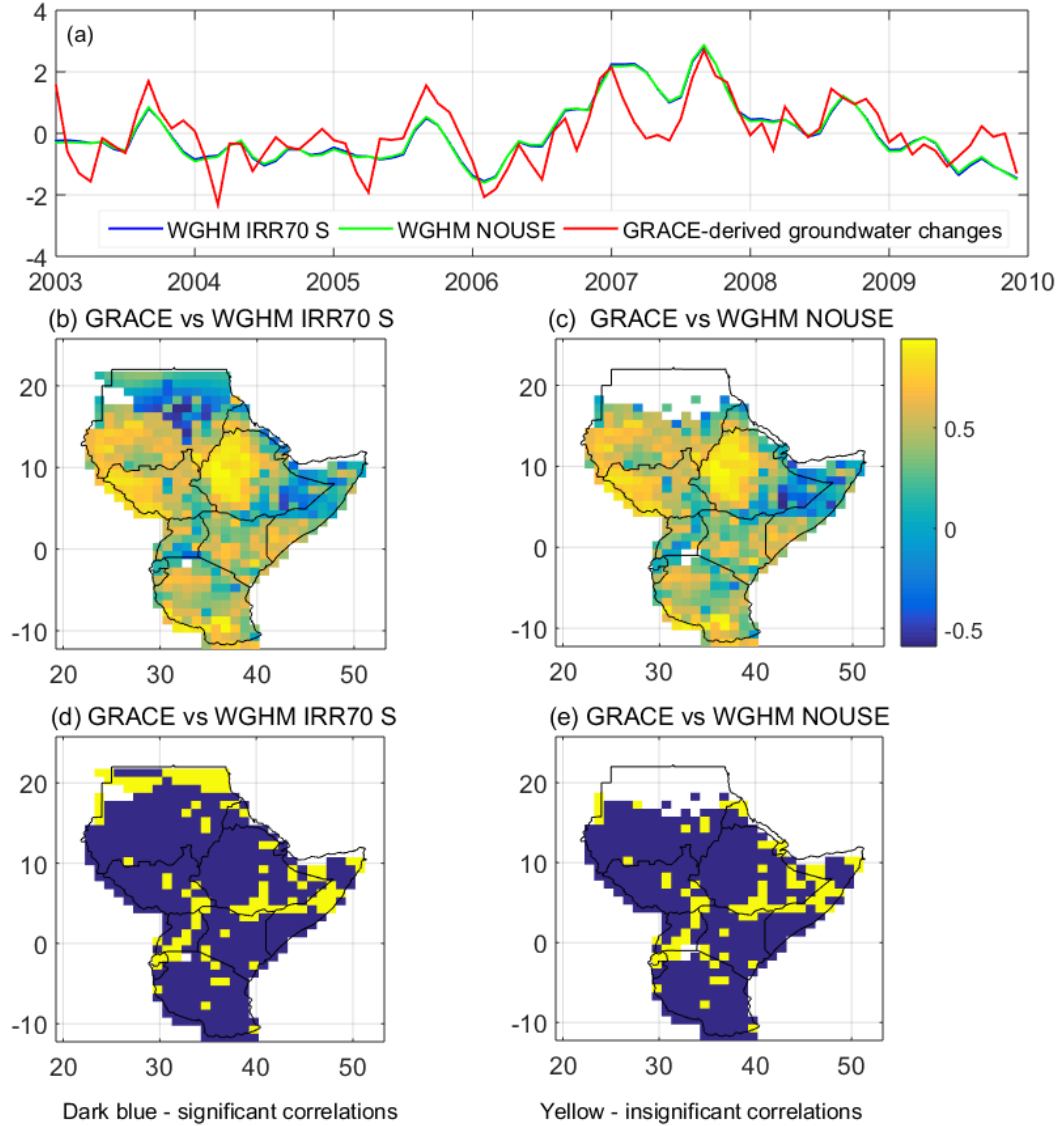 (a)
4
2
0
-2
-4
WGHM IRR70 S WGHM NOUSE GRACE-derived groundwater changes
2003 2004 2005 2006 2007 2008 2009 2010
(b) GRACE vs WGHM IRR70 S
20
10
0
-10
20 30 40 50
(c) GRACE vs WGHM NOUSE
20
10
0
-10
20 30 40 50
0.5
0
-0.5
(d) GRACE vs WGHM IRR70 S
20
10
0
-10
20 30 40 50
(e) GRACE vs WGHM NOUSE
20
10
0
-10
20 30 40 50
Dark blue - significant correlations
Yellow - insignificant correlations